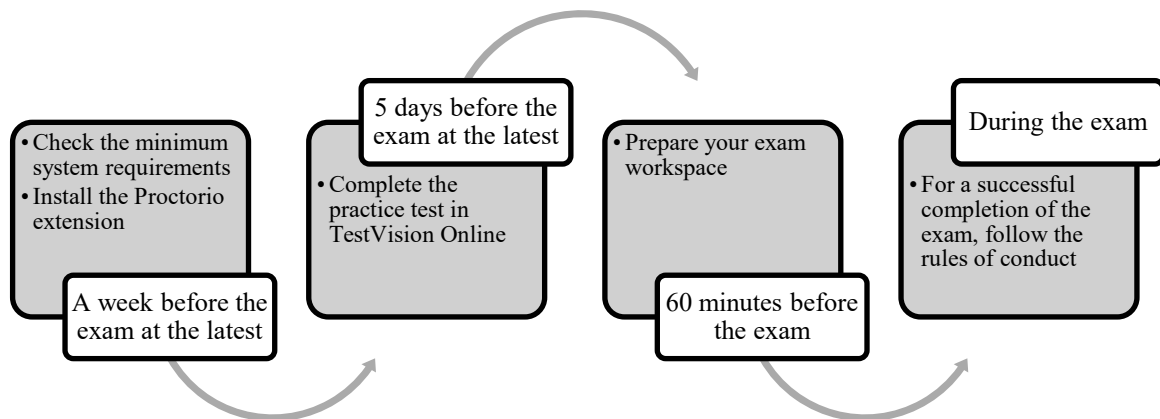 • Check the minimum
system requirements
• Install the Proctorio
extension
A week before the
exam at the latest
5 days before the
exam at the latest
• Complete the
practice test in
TestVision Online
• Prepare your exam
workspace
60 minutes before
the exam
During the exam
• For a successful
completion of the
exam, follow the
rules of conduct